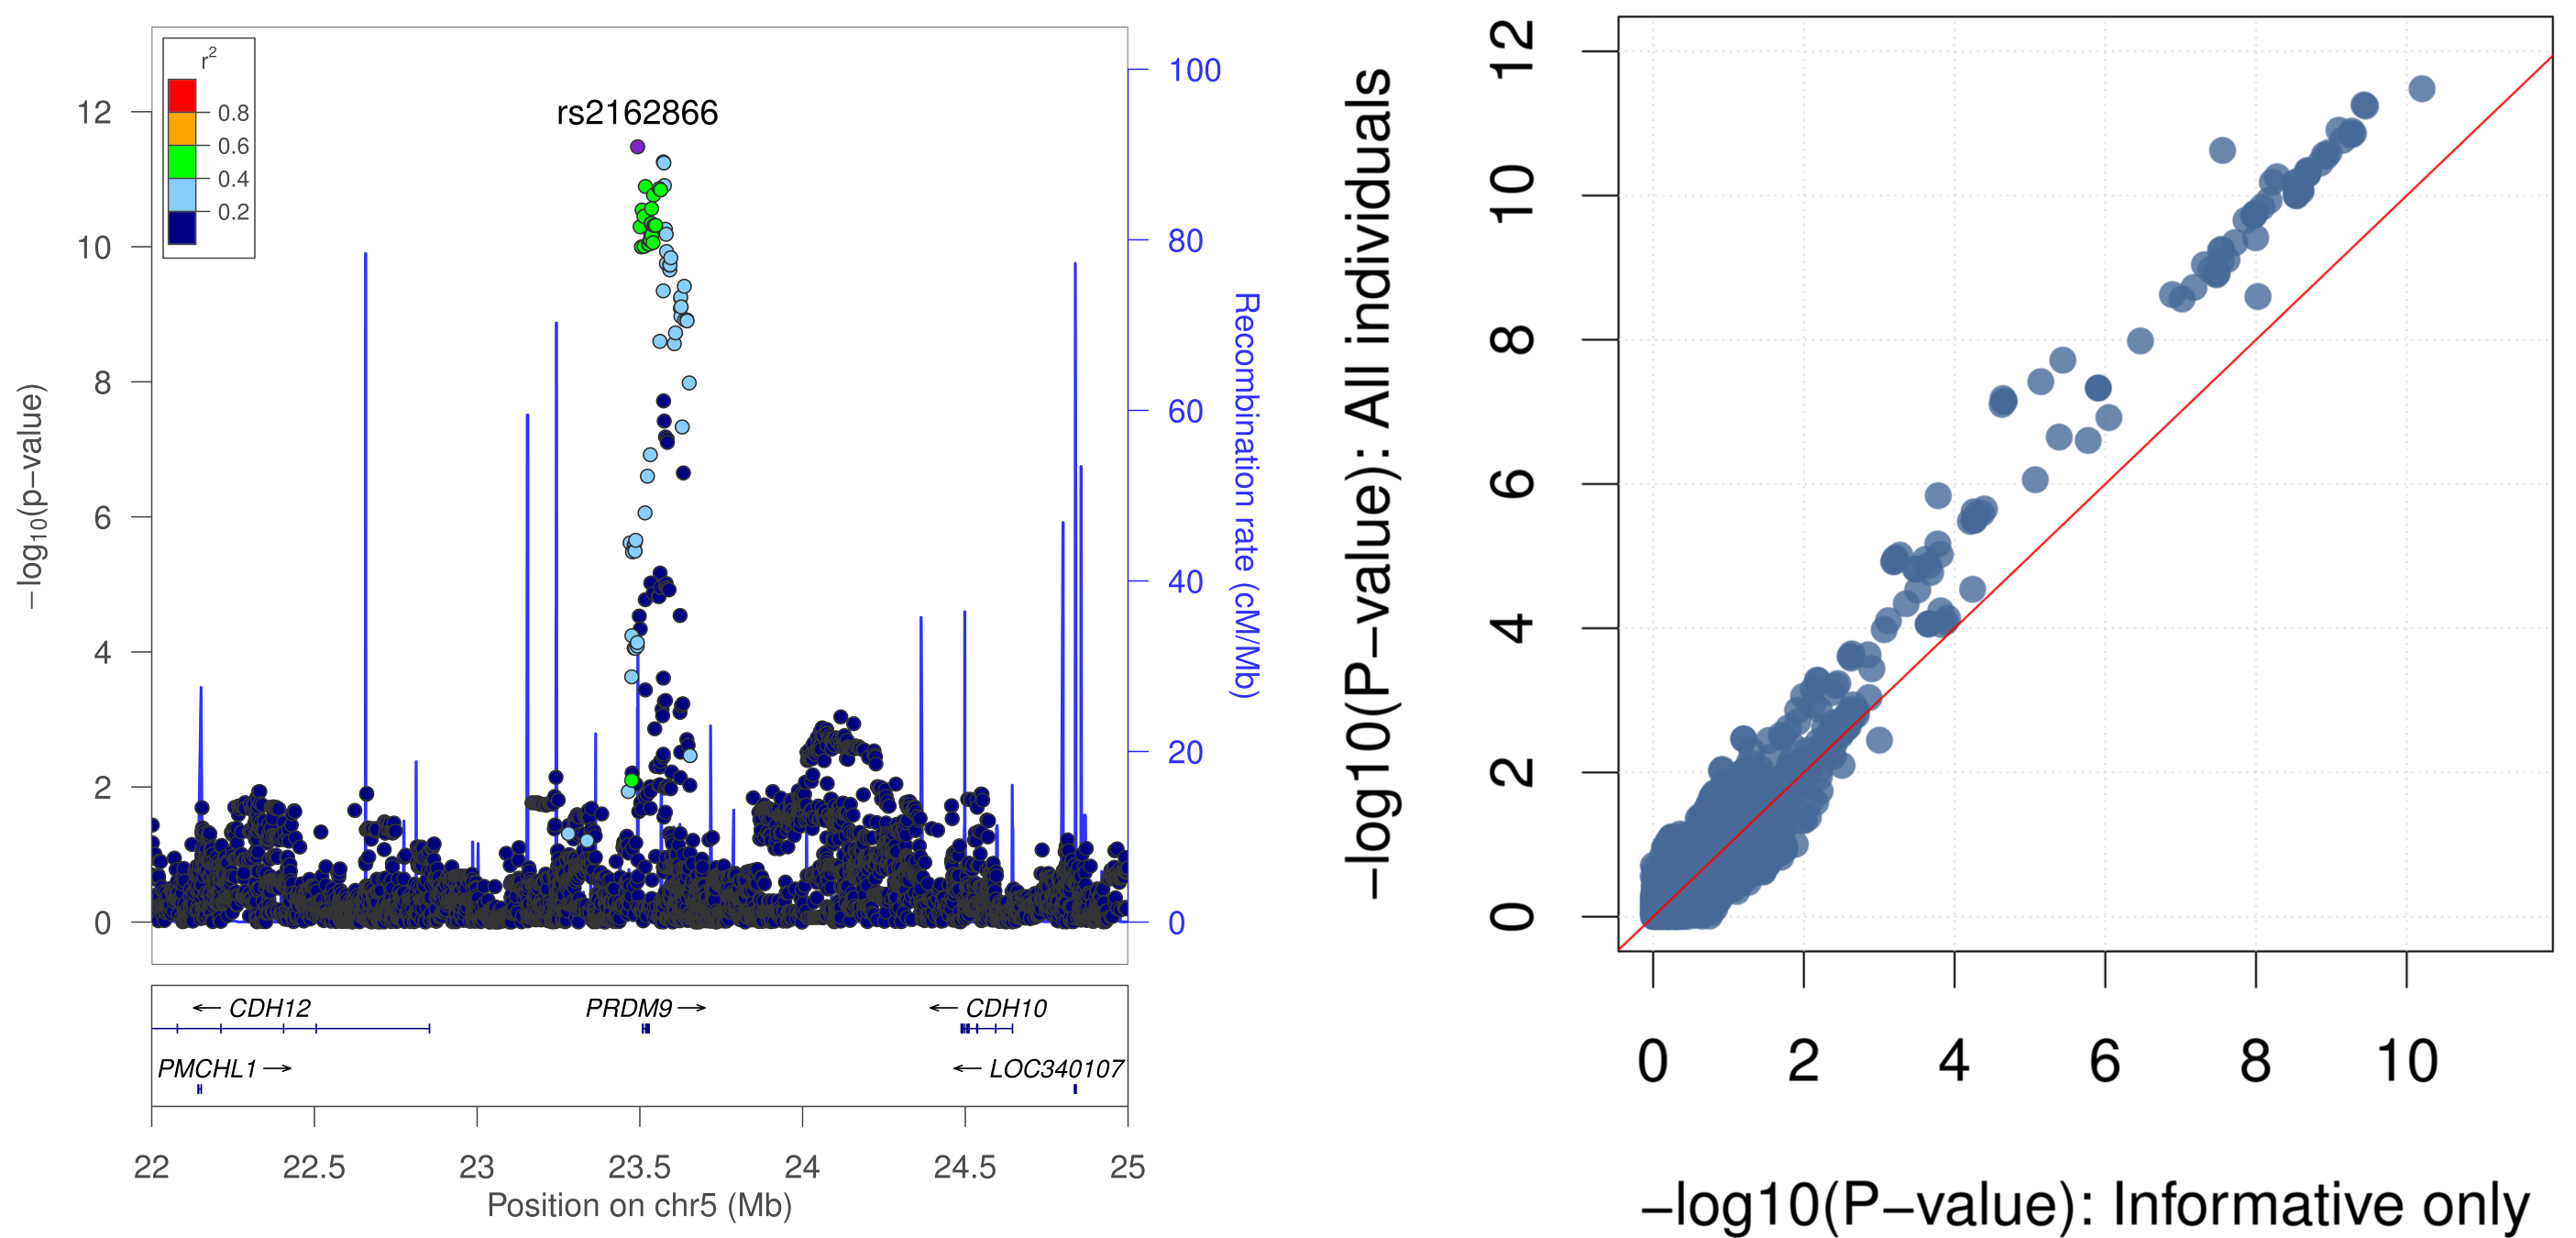 r2
0.8
0.6
0.4
0.2
rs2162866
12
10
8
6
4
2
0
−log10(p−value)
100
80
60
40
20
0
Recombination rate (cM/Mb)
← CDH12
PRDM9 →
← CDH10
PMCHL1 →
← LOC340107
22 22.5 23 23.5 24 24.5 25
Position on chr5 (Mb)
12
10
8
6
4
2
0
−log10(P−value): All individuals
0 2 4 6 8 10
−log10(P−value): Informative only